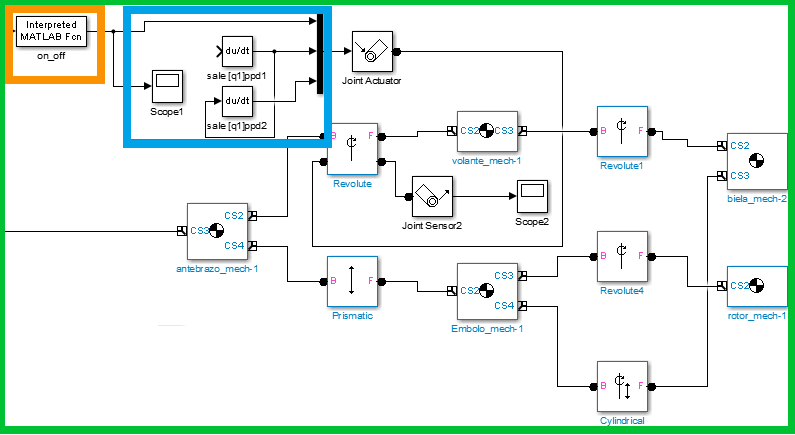 Interpreted
MATLAB Fcn
on_off
Scope1
du/dt
sale [q1]ppd1
du/dt
sale [q1]ppd2
Joint Actuator
B F
Revolute
CS2 CS3
volante_mech-1
B F
Revolute1
CS2
CS3
biela_mech-2
Joint Sensor2
Scope2
CS2
CS3
CS4
antebrazo_mech-1
B F
Prismatic
CS3
CS2
CS4
Embolo_mech-1
B F
Revolute4
CS2
rotor_mech-1
B F
Cylindrical